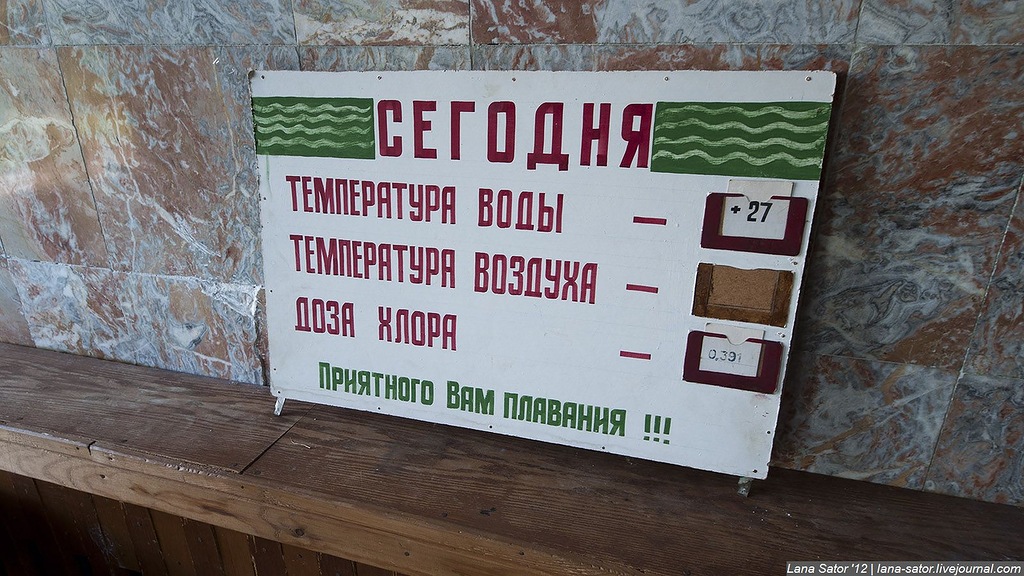 СЕГОДНЯ
ТЕМПЕРАТУРА ВОДЫ — + 27
ТЕМПЕРАТУРА ВОЗДУХА —
ДОЗА ХЛОРА — 0,391
Приятного Вам плавания !!!
Lana Sator '12 | lana-sator.livejournal.com